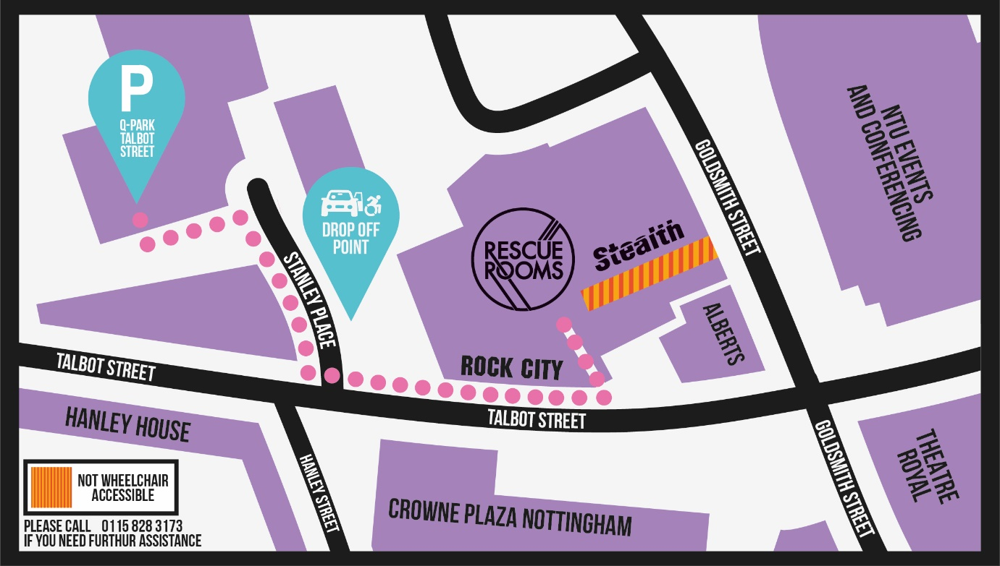 P
Q-PARK
TALBOT
STREET
DROP OFF
POINT
STANLEY PLACE
RESCUE
ROOMS
Stealth
GOLDSMITH STREET
NTU EVENTS
AND CONFERENCING
ALBERTS
ROCK CITY
TALBOT STREET
TALBOT STREET
HANLEY HOUSE
HANLEY STREET
CROWNE PLAZA NOTTINGHAM
GOLDSMITH STREET
THEATRE
ROYAL
NOT WHEELCHAIR
ACCESSIBLE
PLEASE CALL 0115 828 3173
IF YOU NEED FURTHUR ASSISTANCE